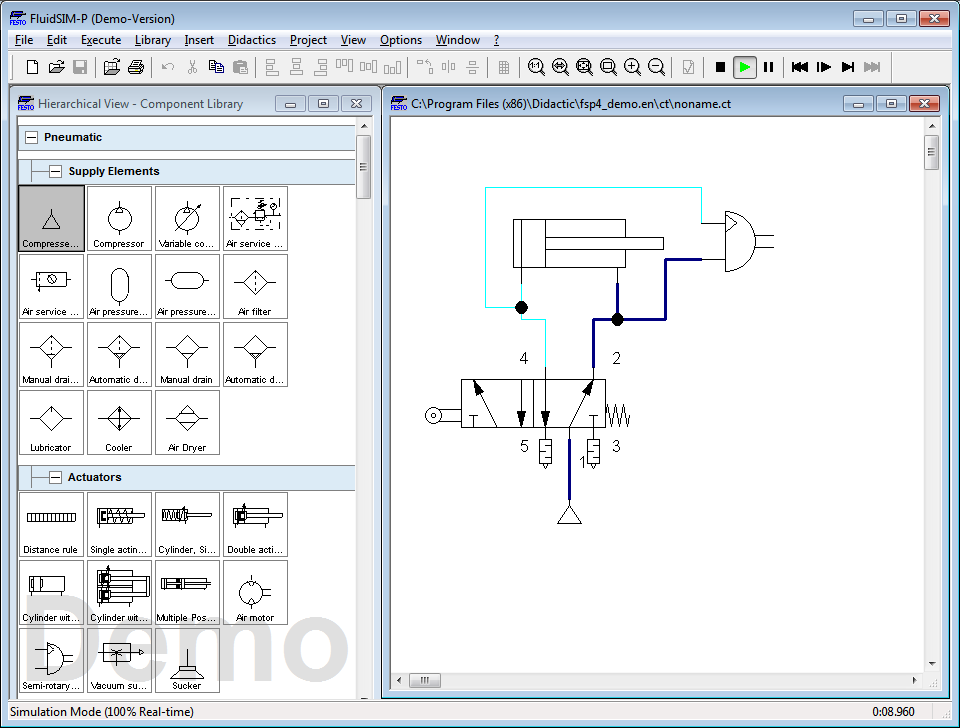 FluidSIM-P (Demo-Version)
File Edit Execute Library Insert Didactics Project View Options Window ?
FESTO Hierarchical View - Component Library
FESTO C:\Program Files (x86)\Didactic\fsp4_demo.en\ct\noname.ct
Pneumatic
Supply Elements
Compresse... Compressor Variable co... Air service ...
Air service ... Air pressure... Air pressure... Air filter
Manual drai... Automatic d... Manual drain Automatic d...
Lubricator Cooler Air Dryer
Actuators
Distance rule Single actin... Cylinder, Si... Double acti...
Cylinder wit... Cylinder wit... Multiple Pos... Air motor
Semi-rotary... Vacuum su... Sucker
Demo
4 2
5 1 3
Simulation Mode (100% Real-time) 0:08.960